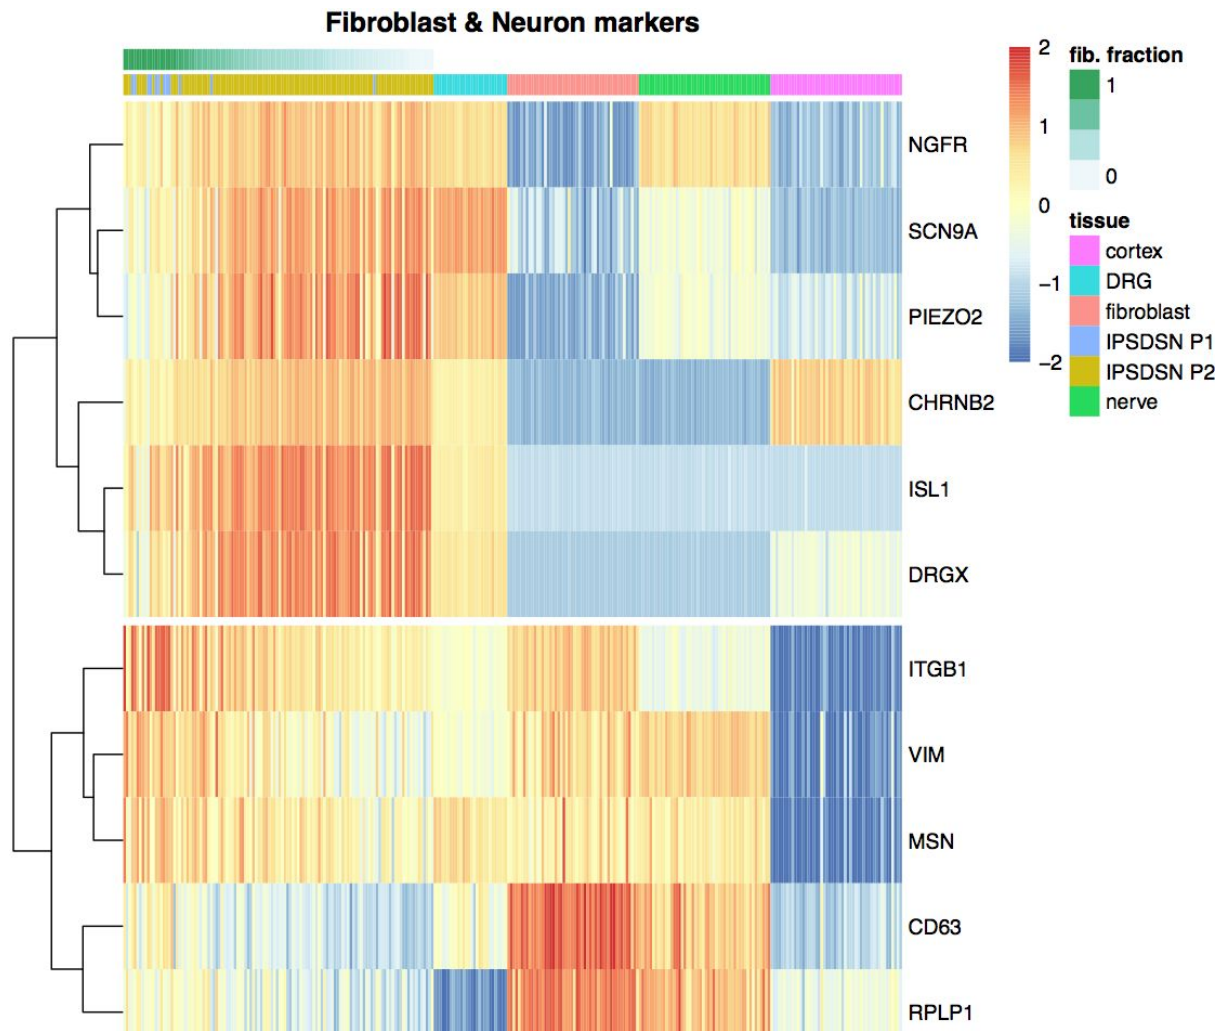 Fibroblast & Neuron markers
NGFR
SCN9A
PIEZO2
CHRNB2
ISL1
DRGX
ITGB1
VIM
MSN
CD63
RPLP1
2
1
0
−1
−2
fib. fraction
1
0
tissue
cortex
DRG
fibroblast
IPSDSN P1
IPSDSN P2
nerve